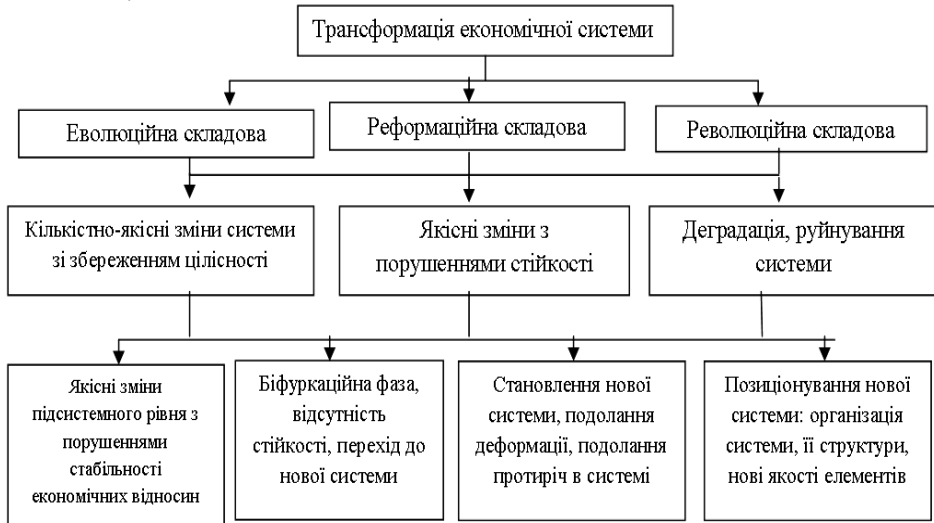 Трансформація економічної системи
Еволюційна складова
Реформаційна складова
Революційна складова
Кількістно-якісні зміни системи
зі збереженням цілісності
Якісні зміни з
порушеннями стійкості
Деградація, руйнування
системи
Якісні зміни
підсистемного рівня з
порушеннями
стабільності
економічних відносин
Біфуркаційна фаза,
відсутність
стійкості, перехід до
нової системи
Становлення нової
системи, подолання
деформації, подолання
протиріч в системі
Позиціонування нової
системи: організація
системи, її структури,
нові якості елементів